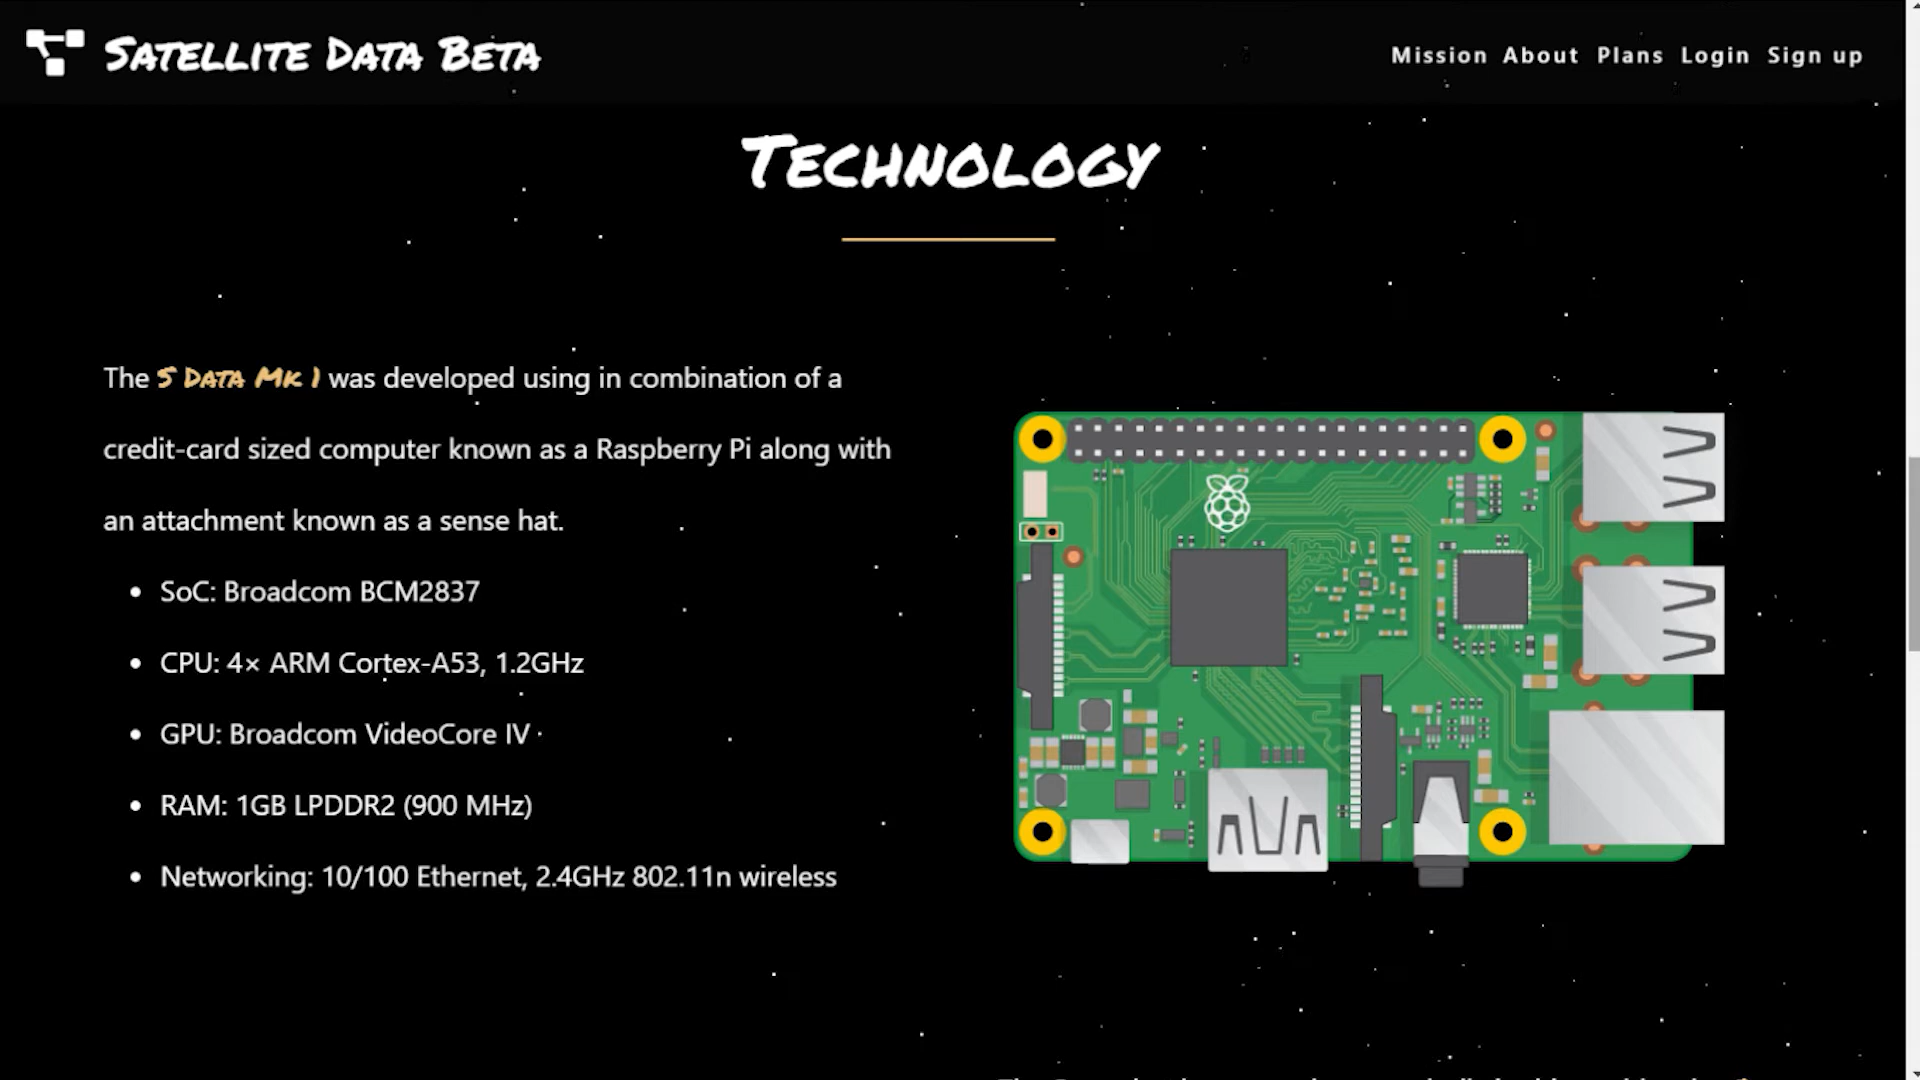 Satellite Data Beta
Mission About Plans Login Sign up
Technology
The S Data Mk 1 was developed using in combination of a
credit-card sized computer known as a Raspberry Pi along with
an attachment known as a sense hat.
• SoC: Broadcom BCM2837
• CPU: 4× ARM Cortex-A53, 1.2GHz
• GPU: Broadcom VideoCore IV
• RAM: 1GB LPDDR2 (900 MHz)
• Networking: 10/100 Ethernet, 2.4GHz 802.11n wireless